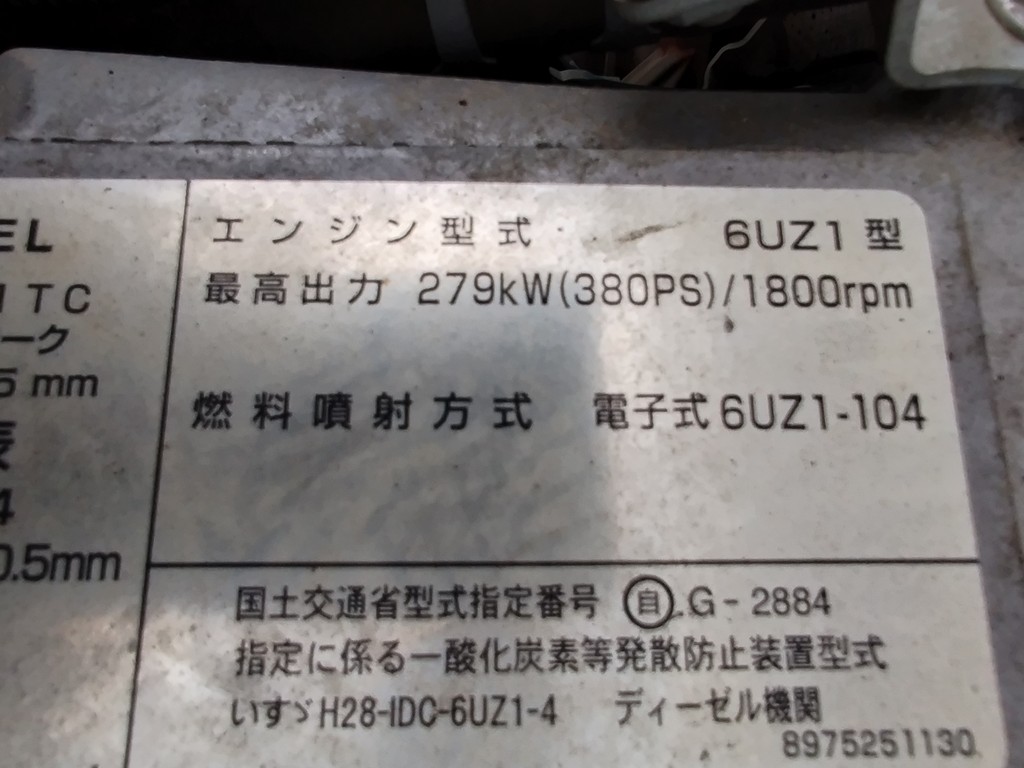 EL
ITC
ーク
5mm
4
0.5mm
エンジン型式 6UZ1型
最高出力 279kW(380PS)/1800rpm
燃料噴射方式 電子式6UZ1-104
国土交通省型式指定番号 ㊀自 G-2884
指定に係る一酸化炭素等発散防止装置型式
いすゞH28-IDC-6UZ1-4 ディーゼル機関
8975251130